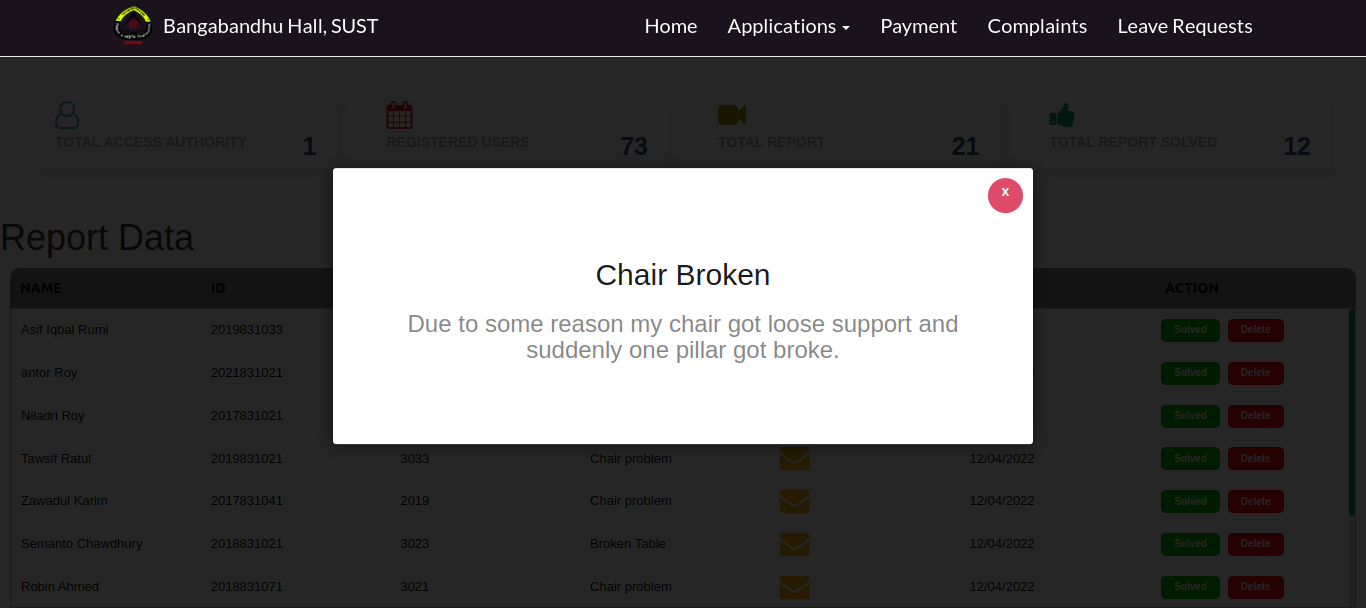 Bangabandhu Hall, SUST Home Applications Payment Complaints Leave Requests
TOTAL ACCESS AUTHORITY 1 REGISTERED USERS 73 TOTAL REPORT 21 TOTAL REPORT SOLVED 12
x
Report Data
Chair Broken
Due to some reason my chair got loose support and
suddenly one pillar got broke.
NAME ID ACTION
Asif Iqbal Rumi 2019831033 Solved Delete
antor Roy 2021831021 Solved Delete
Niladri Roy 2017831021 Solved Delete
Tawsif Ratul 2019831021 3033 Chair problem 12/04/2022 Solved Delete
Zawadul Karim 2017831041 2019 Chair problem 12/04/2022 Solved Delete
Semanto Chawdhury 2018831021 3023 Broken Table 12/04/2022 Solved Delete
Robin Ahmed 2018831071 3021 Chair problem 12/04/2022 Solved Delete